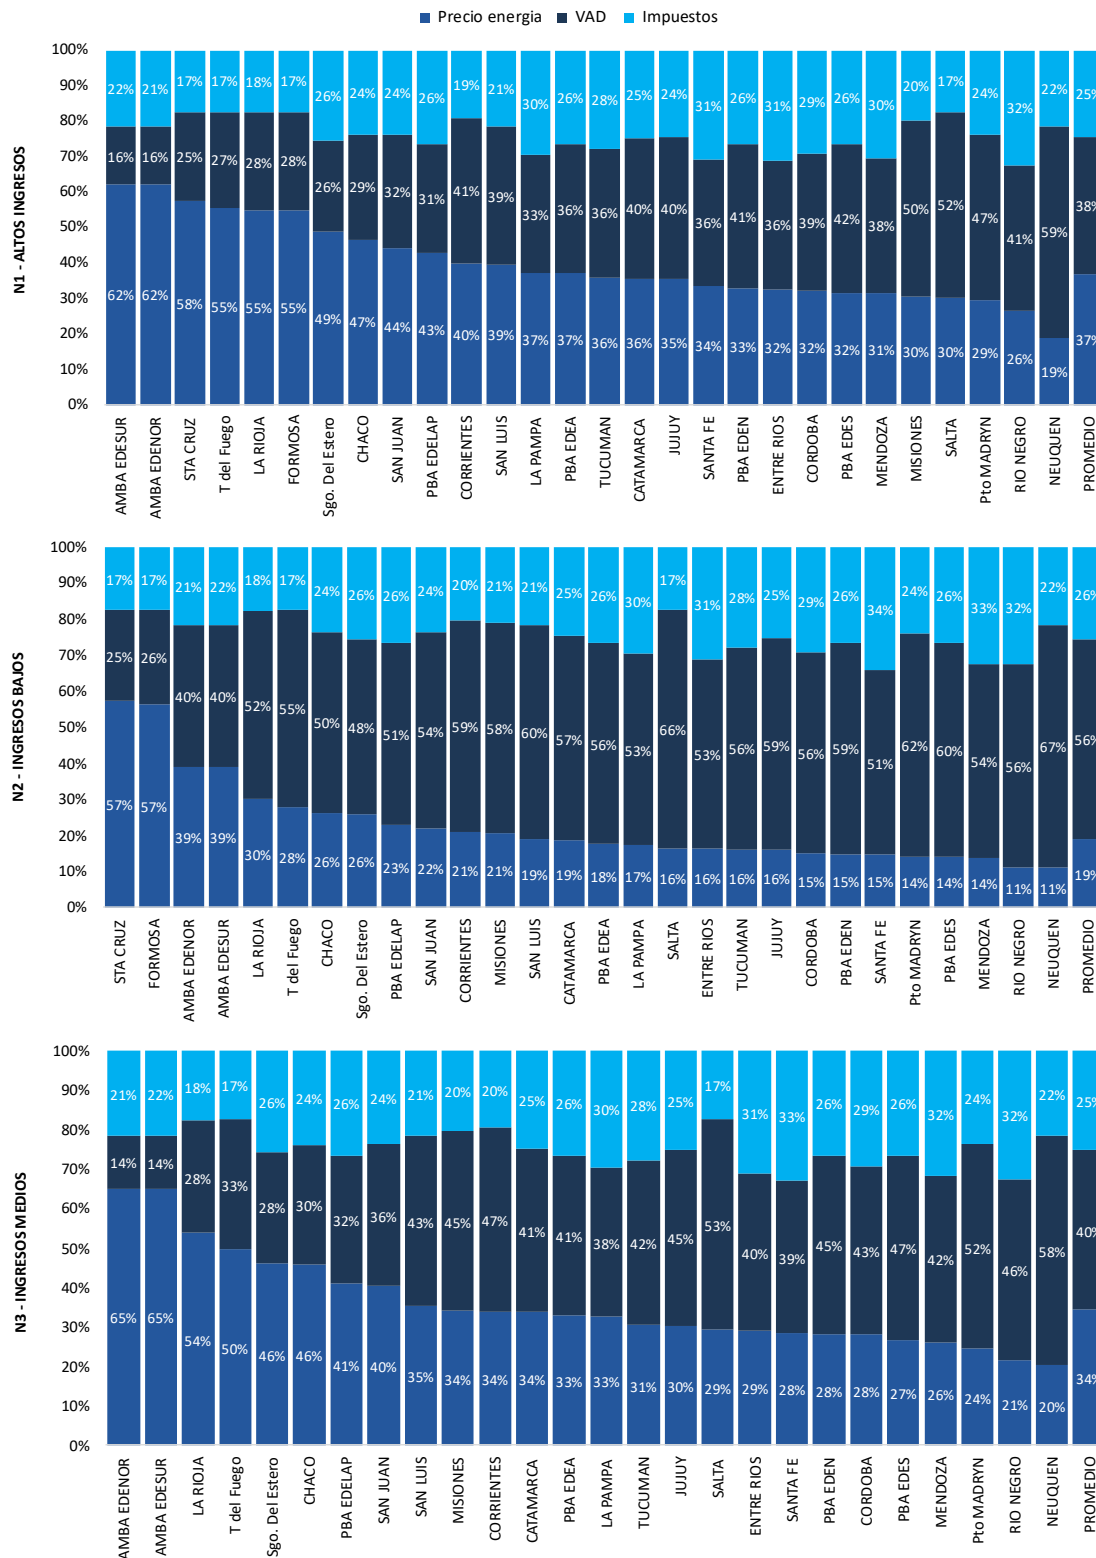 Precio energia VAD Impuestos
N1 - ALTOS INGRESOS
100%
90%
80%
70%
60%
50%
40%
30%
20%
10%
0%
22% 21% 17% 17% 18% 17% 26% 24% 24% 26% 19% 21% 30% 26% 28% 25% 24% 31% 26% 31% 29% 26% 30% 20% 17% 24% 32% 22% 25%
16% 16% 25% 27% 28% 28% 26% 29% 32% 31% 41% 39% 33% 36% 36% 40% 40% 36% 41% 36% 39% 42% 38% 50% 52% 47% 41% 59% 38%
62% 62% 58% 55% 55% 55% 49% 47% 44% 43% 40% 39% 37% 37% 36% 36% 35% 34% 33% 32% 32% 32% 31% 30% 30% 29% 26% 19% 37%
AMBA EDESUR
AMBA EDENOR
STA CRUZ
T del Fuego
LA RIOJA
FORMOSA
Sgo. Del Estero
CHACO
SAN JUAN
PBA EDELAP
CORRIENTES
SAN LUIS
LA PAMPA
PBA EDEA
TUCUMAN
CATAMARCA
JUJUY
SANTA FE
PBA EDEN
ENTRE RIOS
CORDOBA
PBA EDES
MENDOZA
MISIONES
SALTA
Pto MADRYN
RIO NEGRO
NEUQUEN
PROMEDIO
N2 - INGRESOS BAJOS
100%
90%
80%
70%
60%
50%
40%
30%
20%
10%
0%
17% 17% 21% 22% 18% 17% 24% 26% 26% 24% 20% 21% 21% 25% 26% 30% 17% 31% 28% 25% 29% 26% 34% 24% 26% 33% 32% 22% 26%
25% 26% 40% 40% 52% 55% 50% 48% 51% 54% 59% 58% 60% 57% 56% 53% 66% 53% 56% 59% 56% 59% 51% 62% 60% 54% 56% 67% 56%
57% 57% 39% 39% 30% 28% 26% 26% 23% 22% 21% 21% 19% 19% 18% 17% 16% 16% 16% 16% 15% 15% 15% 14% 14% 14% 11% 11% 19%
STA CRUZ
FORMOSA
AMBA EDENOR
AMBA EDESUR
LA RIOJA
T del Fuego
CHACO
Sgo. Del Estero
PBA EDELAP
SAN JUAN
CORRIENTES
MISIONES
SAN LUIS
CATAMARCA
PBA EDEA
LA PAMPA
SALTA
ENTRE RIOS
TUCUMAN
JUJUY
CORDOBA
PBA EDEN
SANTA FE
Pto MADRYN
PBA EDES
MENDOZA
RIO NEGRO
NEUQUEN
PROMEDIO
N3 - INGRESOS MEDIOS
100%
90%
80%
70%
60%
50%
40%
30%
20%
10%
0%
21% 22% 18% 17% 26% 24% 26% 24% 21% 20% 20% 25% 26% 30% 28% 25% 17% 31% 33% 26% 29% 26% 32% 24% 32% 22% 25%
14% 14% 28% 33% 28% 30% 32% 36% 43% 45% 47% 41% 41% 38% 42% 45% 53% 40% 39% 45% 43% 47% 42% 52% 46% 58% 40%
65% 65% 54% 50% 46% 46% 41% 40% 35% 34% 34% 34% 33% 33% 31% 30% 29% 29% 28% 28% 28% 27% 26% 24% 21% 20% 34%
AMBA EDENOR
AMBA EDESUR
LA RIOJA
T del Fuego
Sgo. Del Estero
CHACO
PBA EDELAP
SAN JUAN
SAN LUIS
MISIONES
CORRIENTES
CATAMARCA
PBA EDEA
LA PAMPA
TUCUMAN
JUJUY
SALTA
ENTRE RIOS
SANTA FE
PBA EDEN
CORDOBA
PBA EDES
MENDOZA
Pto MADRYN
RIO NEGRO
NEUQUEN
PROMEDIO